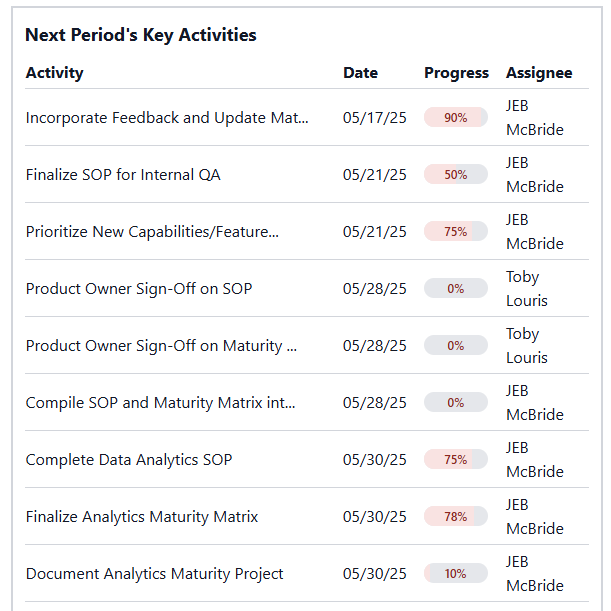 Next Period's Key Activities
Activity Date Progress Assignee
Incorporate Feedback and Update Mat... 05/17/25 90% JEB
McBride
Finalize SOP for Internal QA 05/21/25 50% JEB
McBride
Prioritize New Capabilities/Feature... 05/21/25 75% JEB
McBride
Product Owner Sign-Off on SOP 05/28/25 0% Toby
Louris
Product Owner Sign-Off on Maturity ... 05/28/25 0% Toby
Louris
Compile SOP and Maturity Matrix int... 05/28/25 0% JEB
McBride
Complete Data Analytics SOP 05/30/25 75% JEB
McBride
Finalize Analytics Maturity Matrix 05/30/25 78% JEB
McBride
Document Analytics Maturity Project 05/30/25 10% JEB
McBride